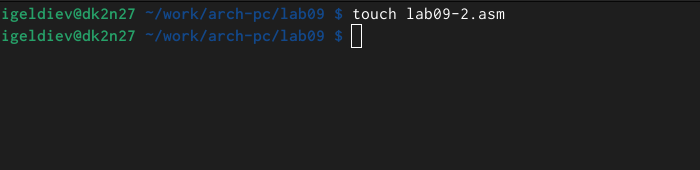 igeldiev@dk2n27 ~/work/arch-pc/lab09 $ touch lab09-2.asm
igeldiev@dk2n27 ~/work/arch-pc/lab09 $